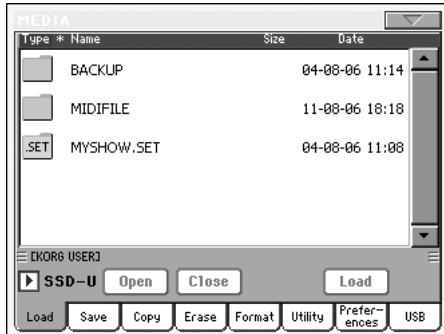 MEDIA
Type * Name Size Date
BACKUP 04-08-06 11:14
MIDIFILE 11-08-06 18:18
.SET MYSHOW.SET 04-08-06 11:08
[KORG USER]
SSD-U Open Close Load
Load Save Copy Erase Format Utility Prefer-ences USB